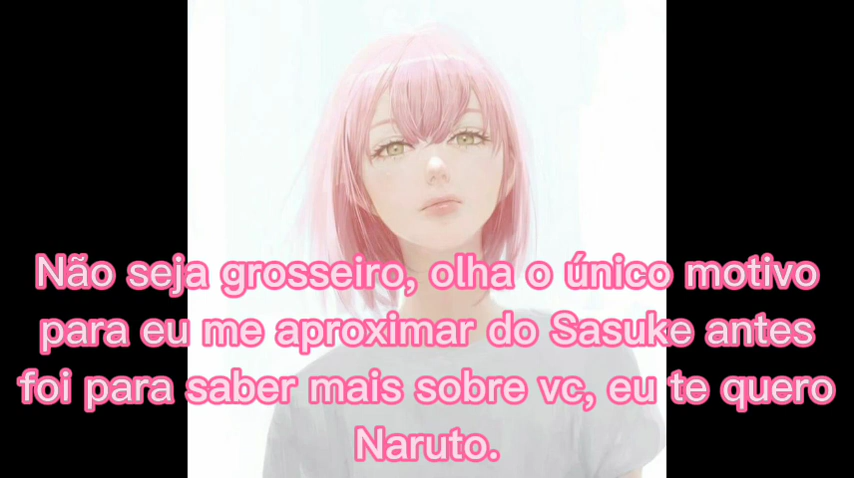 Não seja grosseiro, olha o único motivo
para eu me aproximar do Sasuke antes
foi para saber mais sobre vc, eu te quero
Naruto.